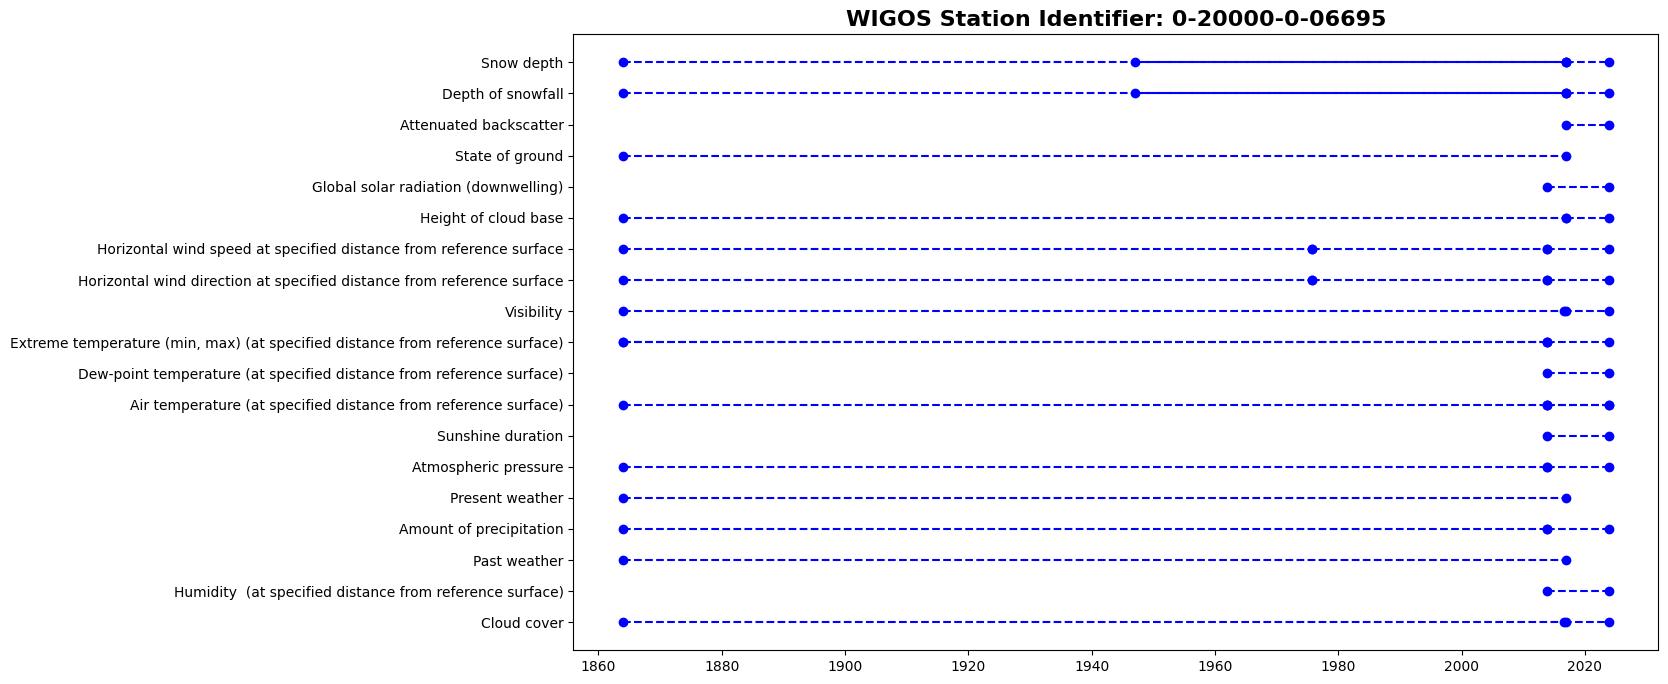 WIGOS Station Identifier: 0-20000-0-06695
Snow depth
Depth of snowfall
Attenuated backscatter
State of ground
Global solar radiation (downwelling)
Height of cloud base
Horizontal wind speed at specified distance from reference surface
Horizontal wind direction at specified distance from reference surface
Visibility
Extreme temperature (min, max) (at specified distance from reference surface)
Dew-point temperature (at specified distance from reference surface)
Air temperature (at specified distance from reference surface)
Sunshine duration
Atmospheric pressure
Present weather
Amount of precipitation
Past weather
Humidity  (at specified distance from reference surface)
Cloud cover
1860 1880 1900 1920 1940 1960 1980 2000 2020